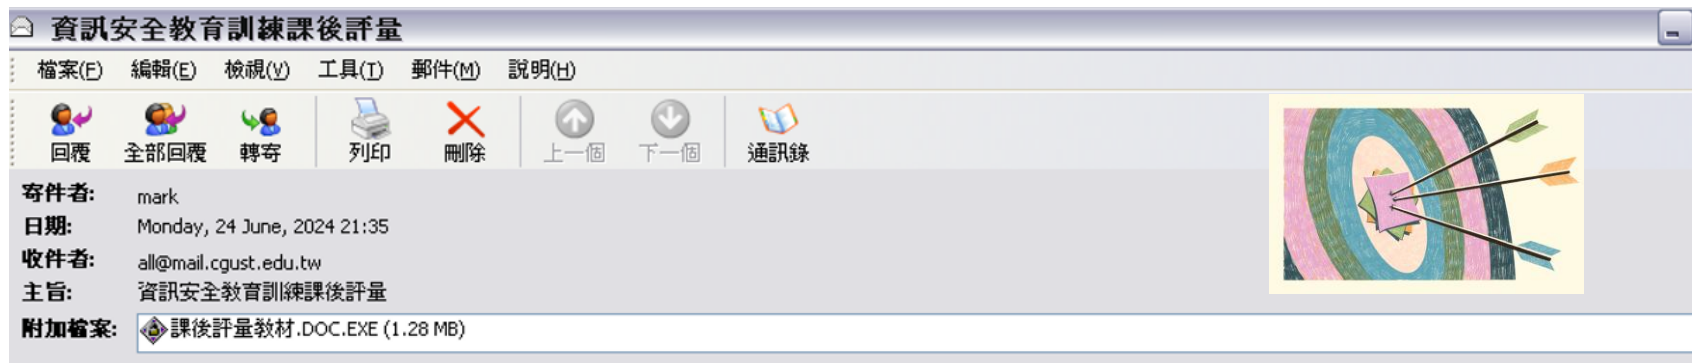 資訊安全教育訓練課後評量
檔案(F) 編輯(E) 檢視(V) 工具(T) 郵件(M) 說明(H)
回覆 全部回覆 轉寄 列印 刪除 上一個 下一個 通訊錄
寄件者: mark
日期: Monday, 24 June, 2024 21:35
收件者: all@mail.cgust.edu.tw
主旨: 資訊安全教育訓練課後評量
附加檔案: 課後評量教材.DOC.EXE (1.28 MB)